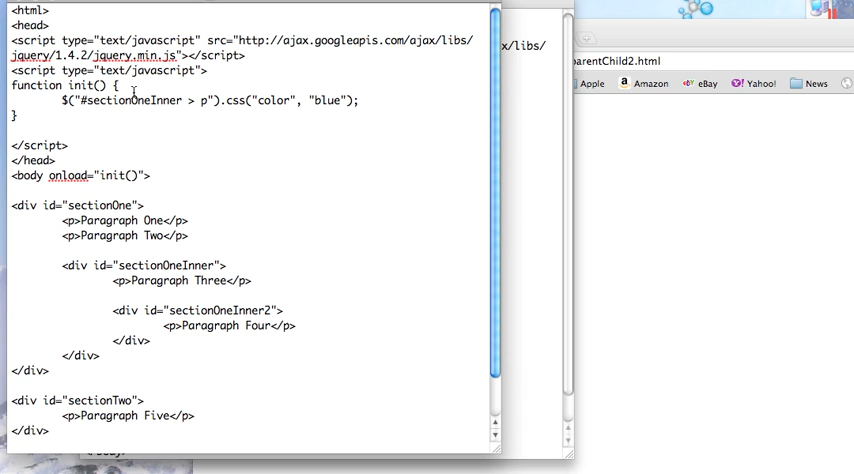 <html>
<head>
<script type="text/javascript" src="http://ajax.googleapis.com/ajax/libs/
jquery/1.4.2/jquery.min.js"></script>
<script type="text/javascript">
function init() {
$("#sectionOneInner > p").css("color", "blue");
}
</script>
</head>
<body onload="init()">
<div id="sectionOne">
<p>Paragraph One</p>
<p>Paragraph Two</p>
<div id="sectionOneInner">
<p>Paragraph Three</p>
<div id="sectionOneInner2">
<p>Paragraph Four</p>
</div>
</div>
</div>
<div id="sectionTwo">
<p>Paragraph Five</p>
</div>
x/libs/
parentChild2.html
Apple Amazon eBay Yahoo! News